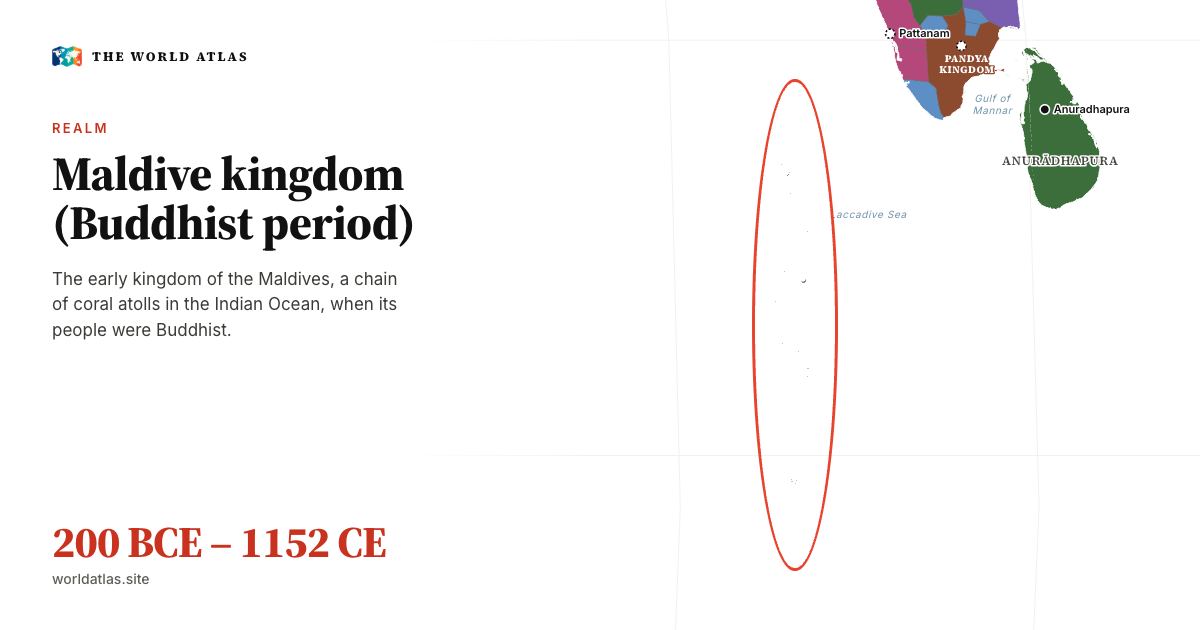 THE WORLD ATLAS
REALM
Maldive kingdom
(Buddhist period)
The early kingdom of the Maldives, a chain
of coral atolls in the Indian Ocean, when its
people were Buddhist.
200 BCE – 1152 CE
worldatlas.site
Pattanam
PANDYA
KINGDOM
Gulf of
Mannar
Anuradhapura
ANURĀDHAPURA
accadive Sea